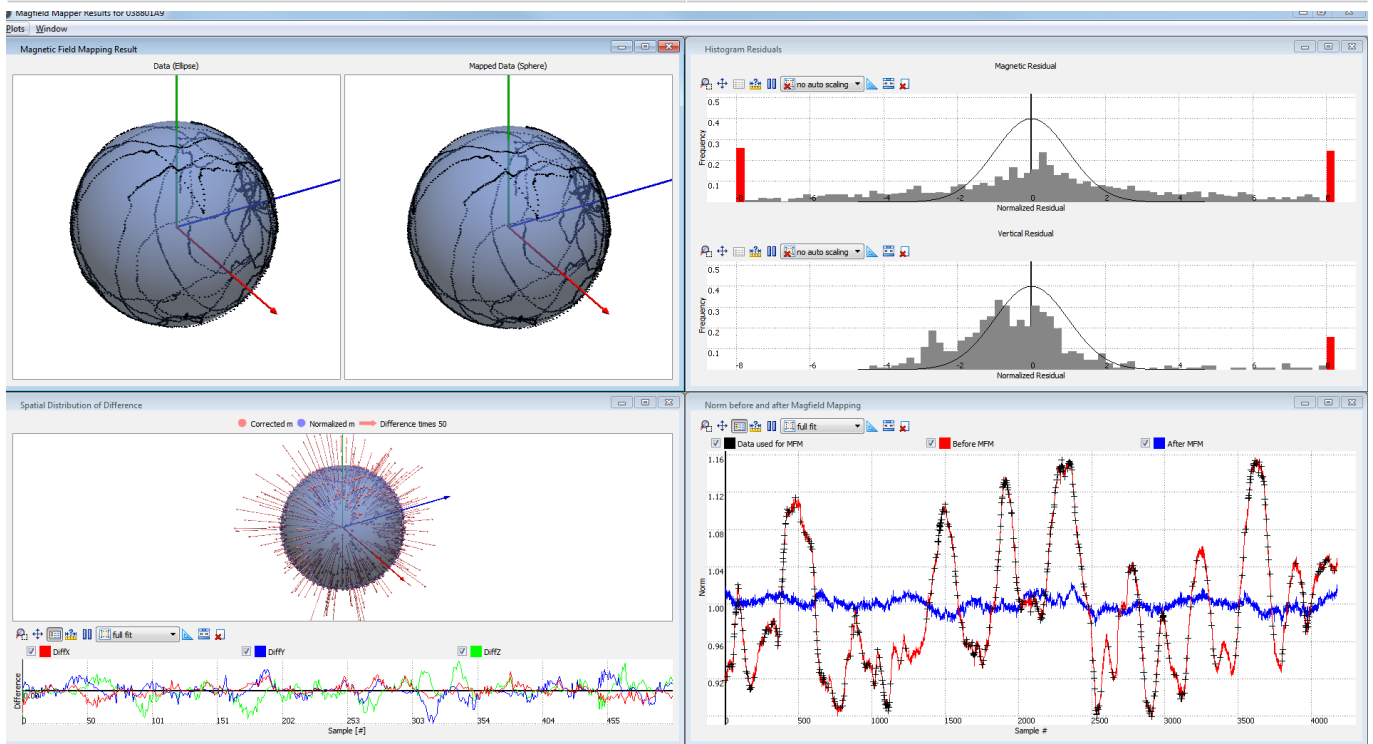 Magfield Mapper Results for 038801A9
Plots Window
Magnetic Field Mapping Result
Data (Ellipse) Mapped Data (Sphere)
Histogram Residuals
Magnetic Residual
no auto scaling
0.5
0.4
0.3
0.2
0.1
Frequency
-8 -6 -4 -2 0 2 4 6 8
Normalized Residual
Vertical Residual
no auto scaling
0.5
0.4
0.3
0.2
0.1
Frequency
-8 -6 -4 -2 0 2 4 6 8
Normalized Residual
Spatial Distribution of Difference
Corrected m Normalized m Difference times 50
full fit
DiffX DiffY DiffZ
Difference
0 50 101 151 202 253 303 354 404 455
Sample [#]
Norm before and after Magfield Mapping
full fit
Data used for MFM Before MFM After MFM
1.16
1.12
1.08
1.04
1.00
0.96
0.92
Norm
0 500 1000 1500 2000 2500 3000 3500 4000
Sample #